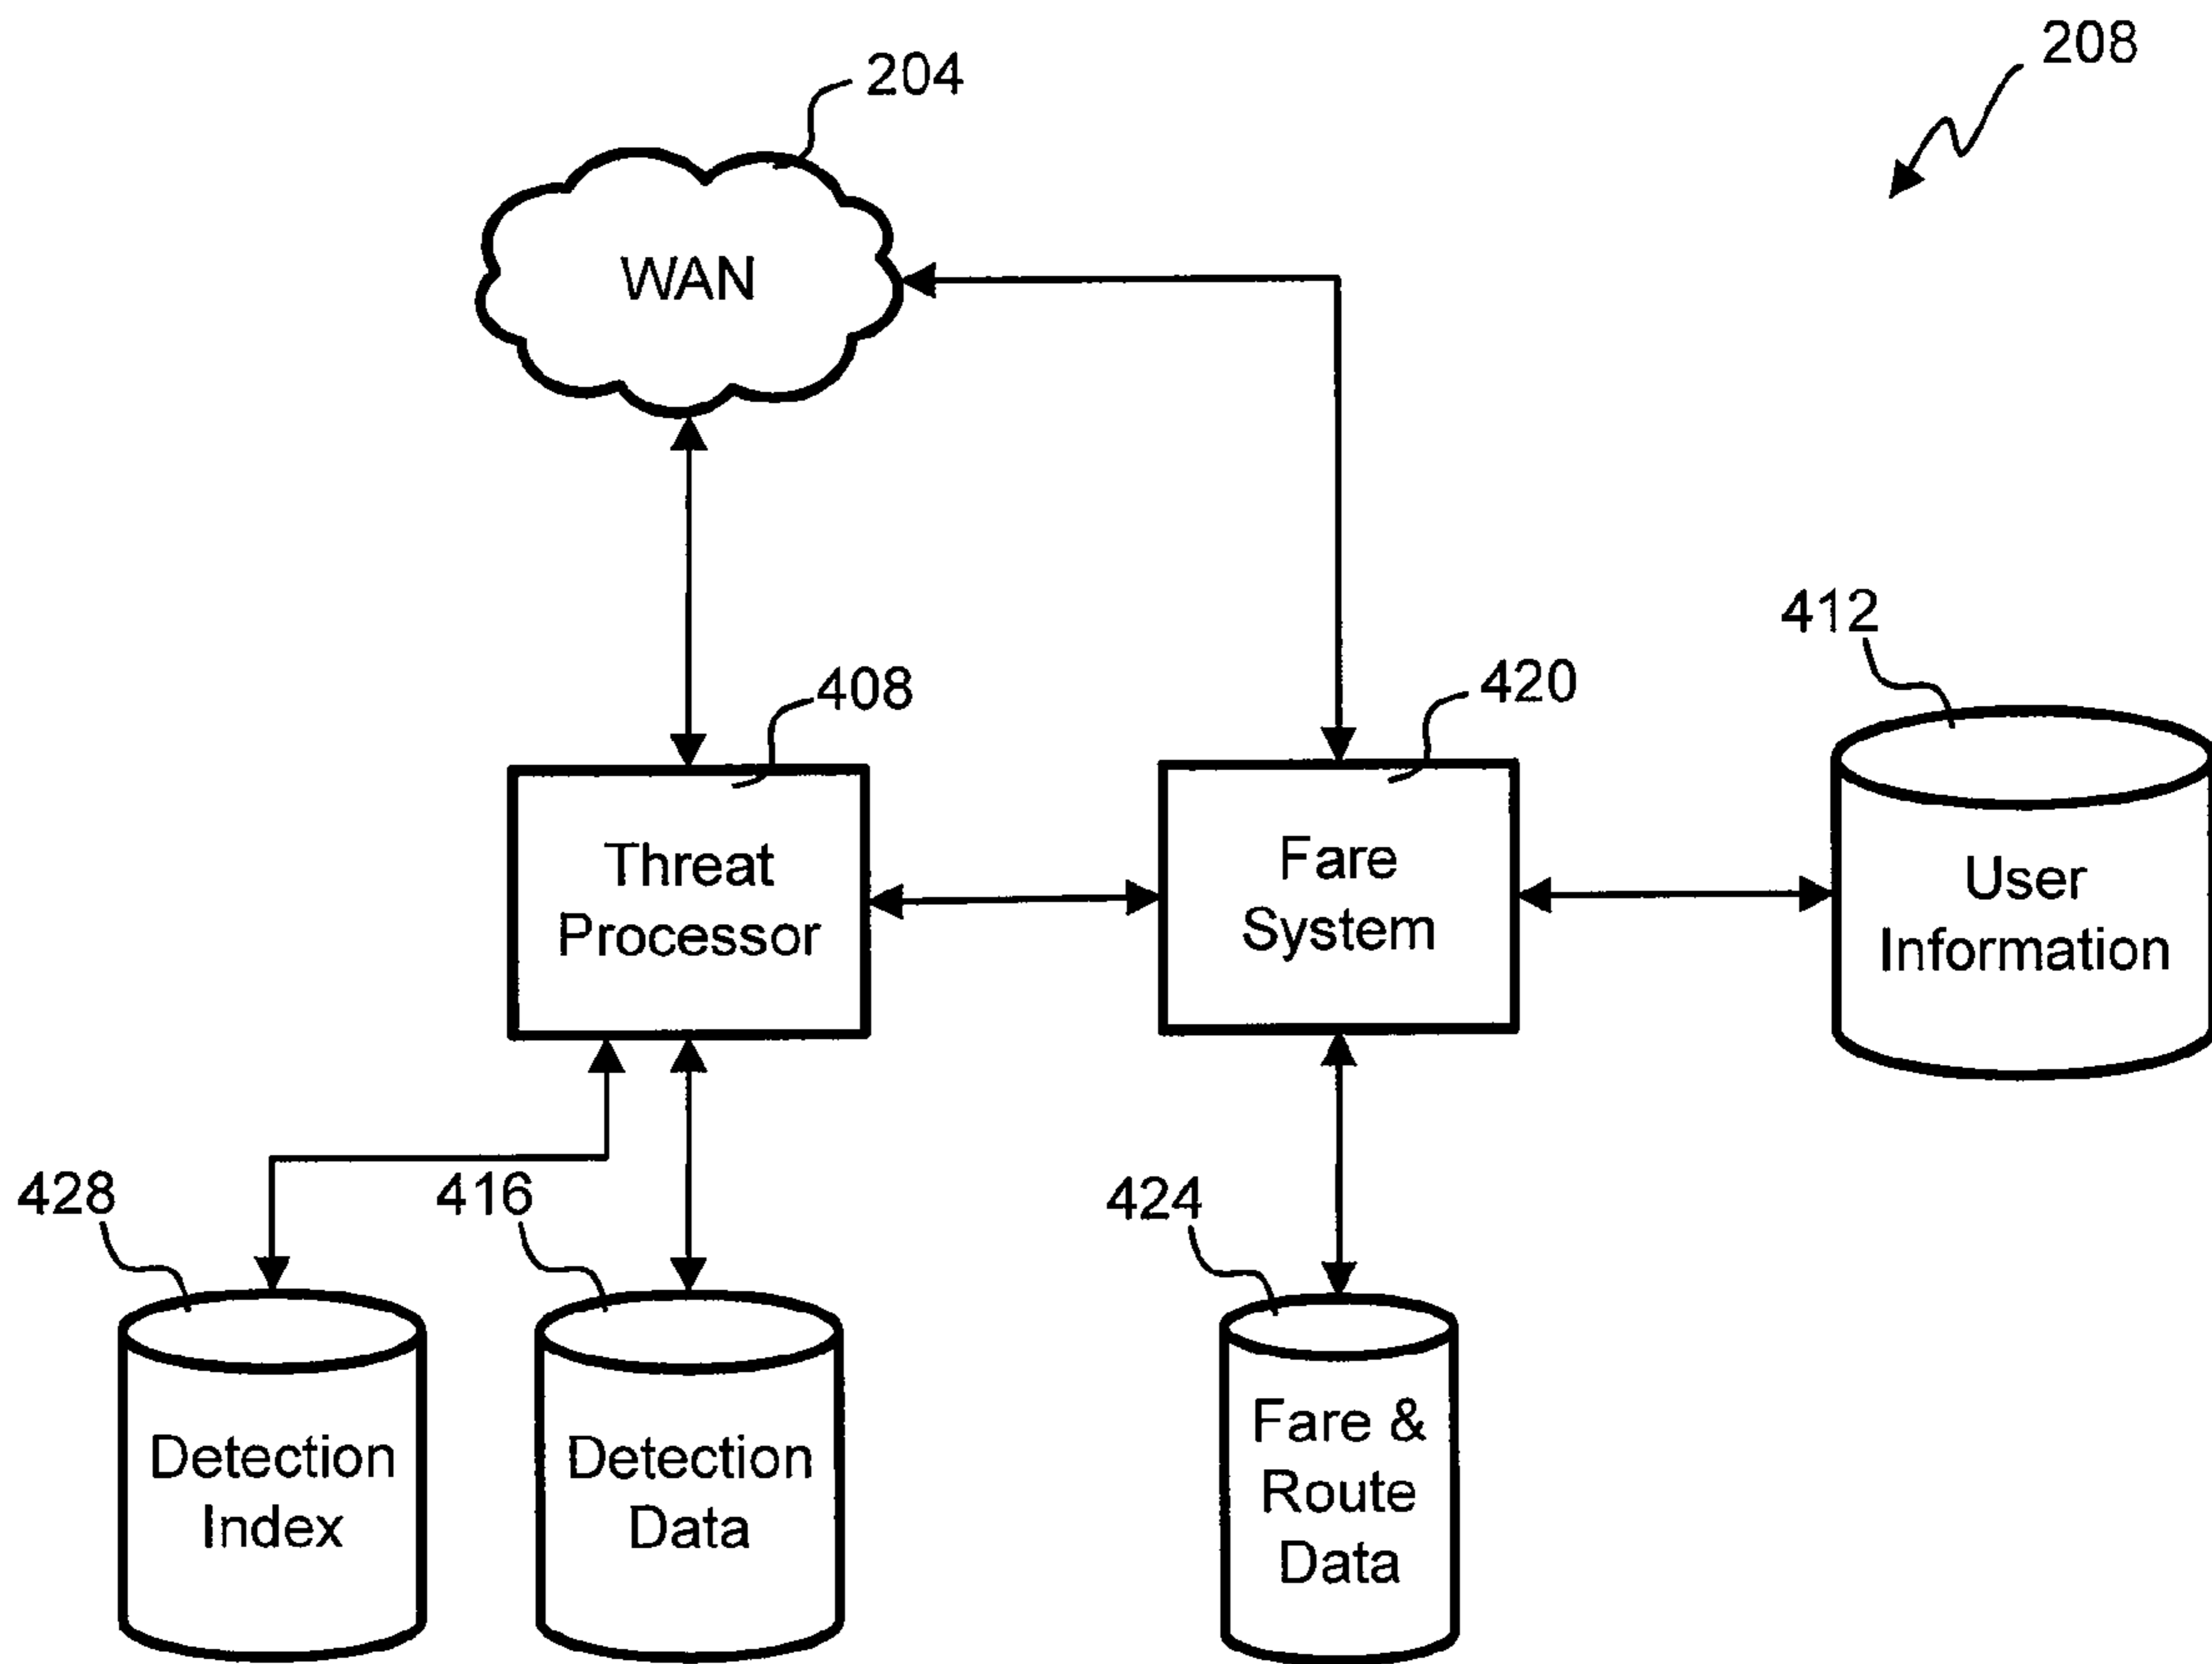 208
204
WAN
412
408
420
Threat
Processor
Fare
System
User
Information
428
416
424
Detection
Index
Detection
Data
Fare &
Route
Data